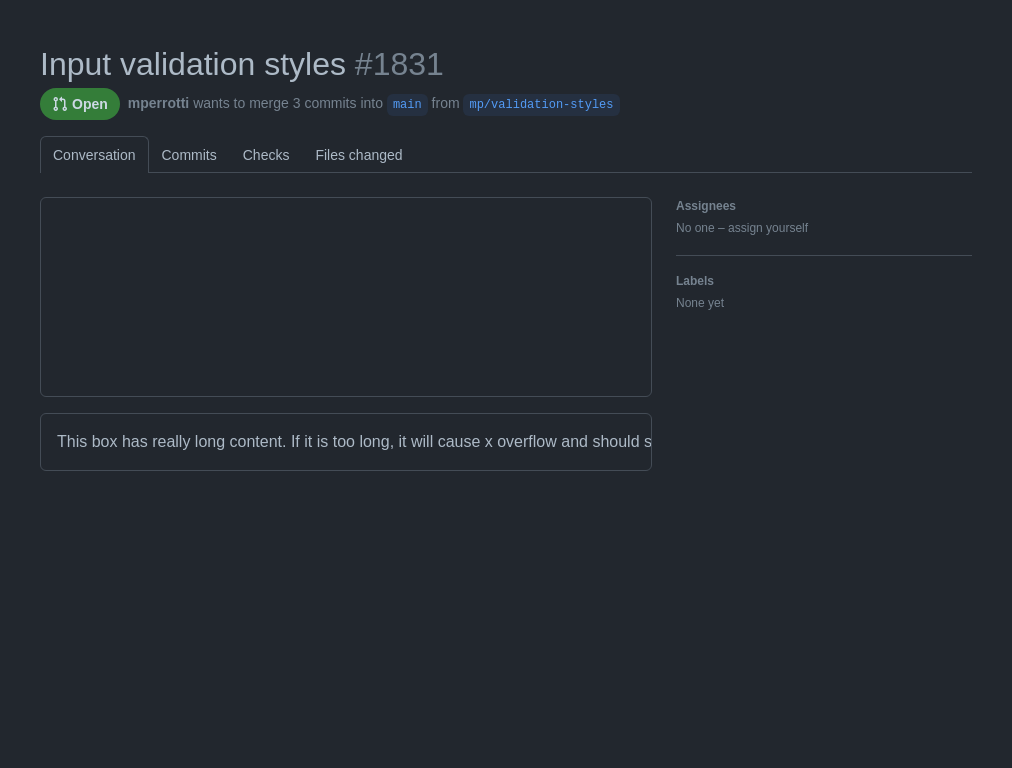 Input validation styles #1831
Open mperrotti wants to merge 3 commits into main from mp/validation-styles
Conversation Commits Checks Files changed
Assignees
No one – assign yourself
Labels
None yet
This box has really long content. If it is too long, it will cause x overflow and should s